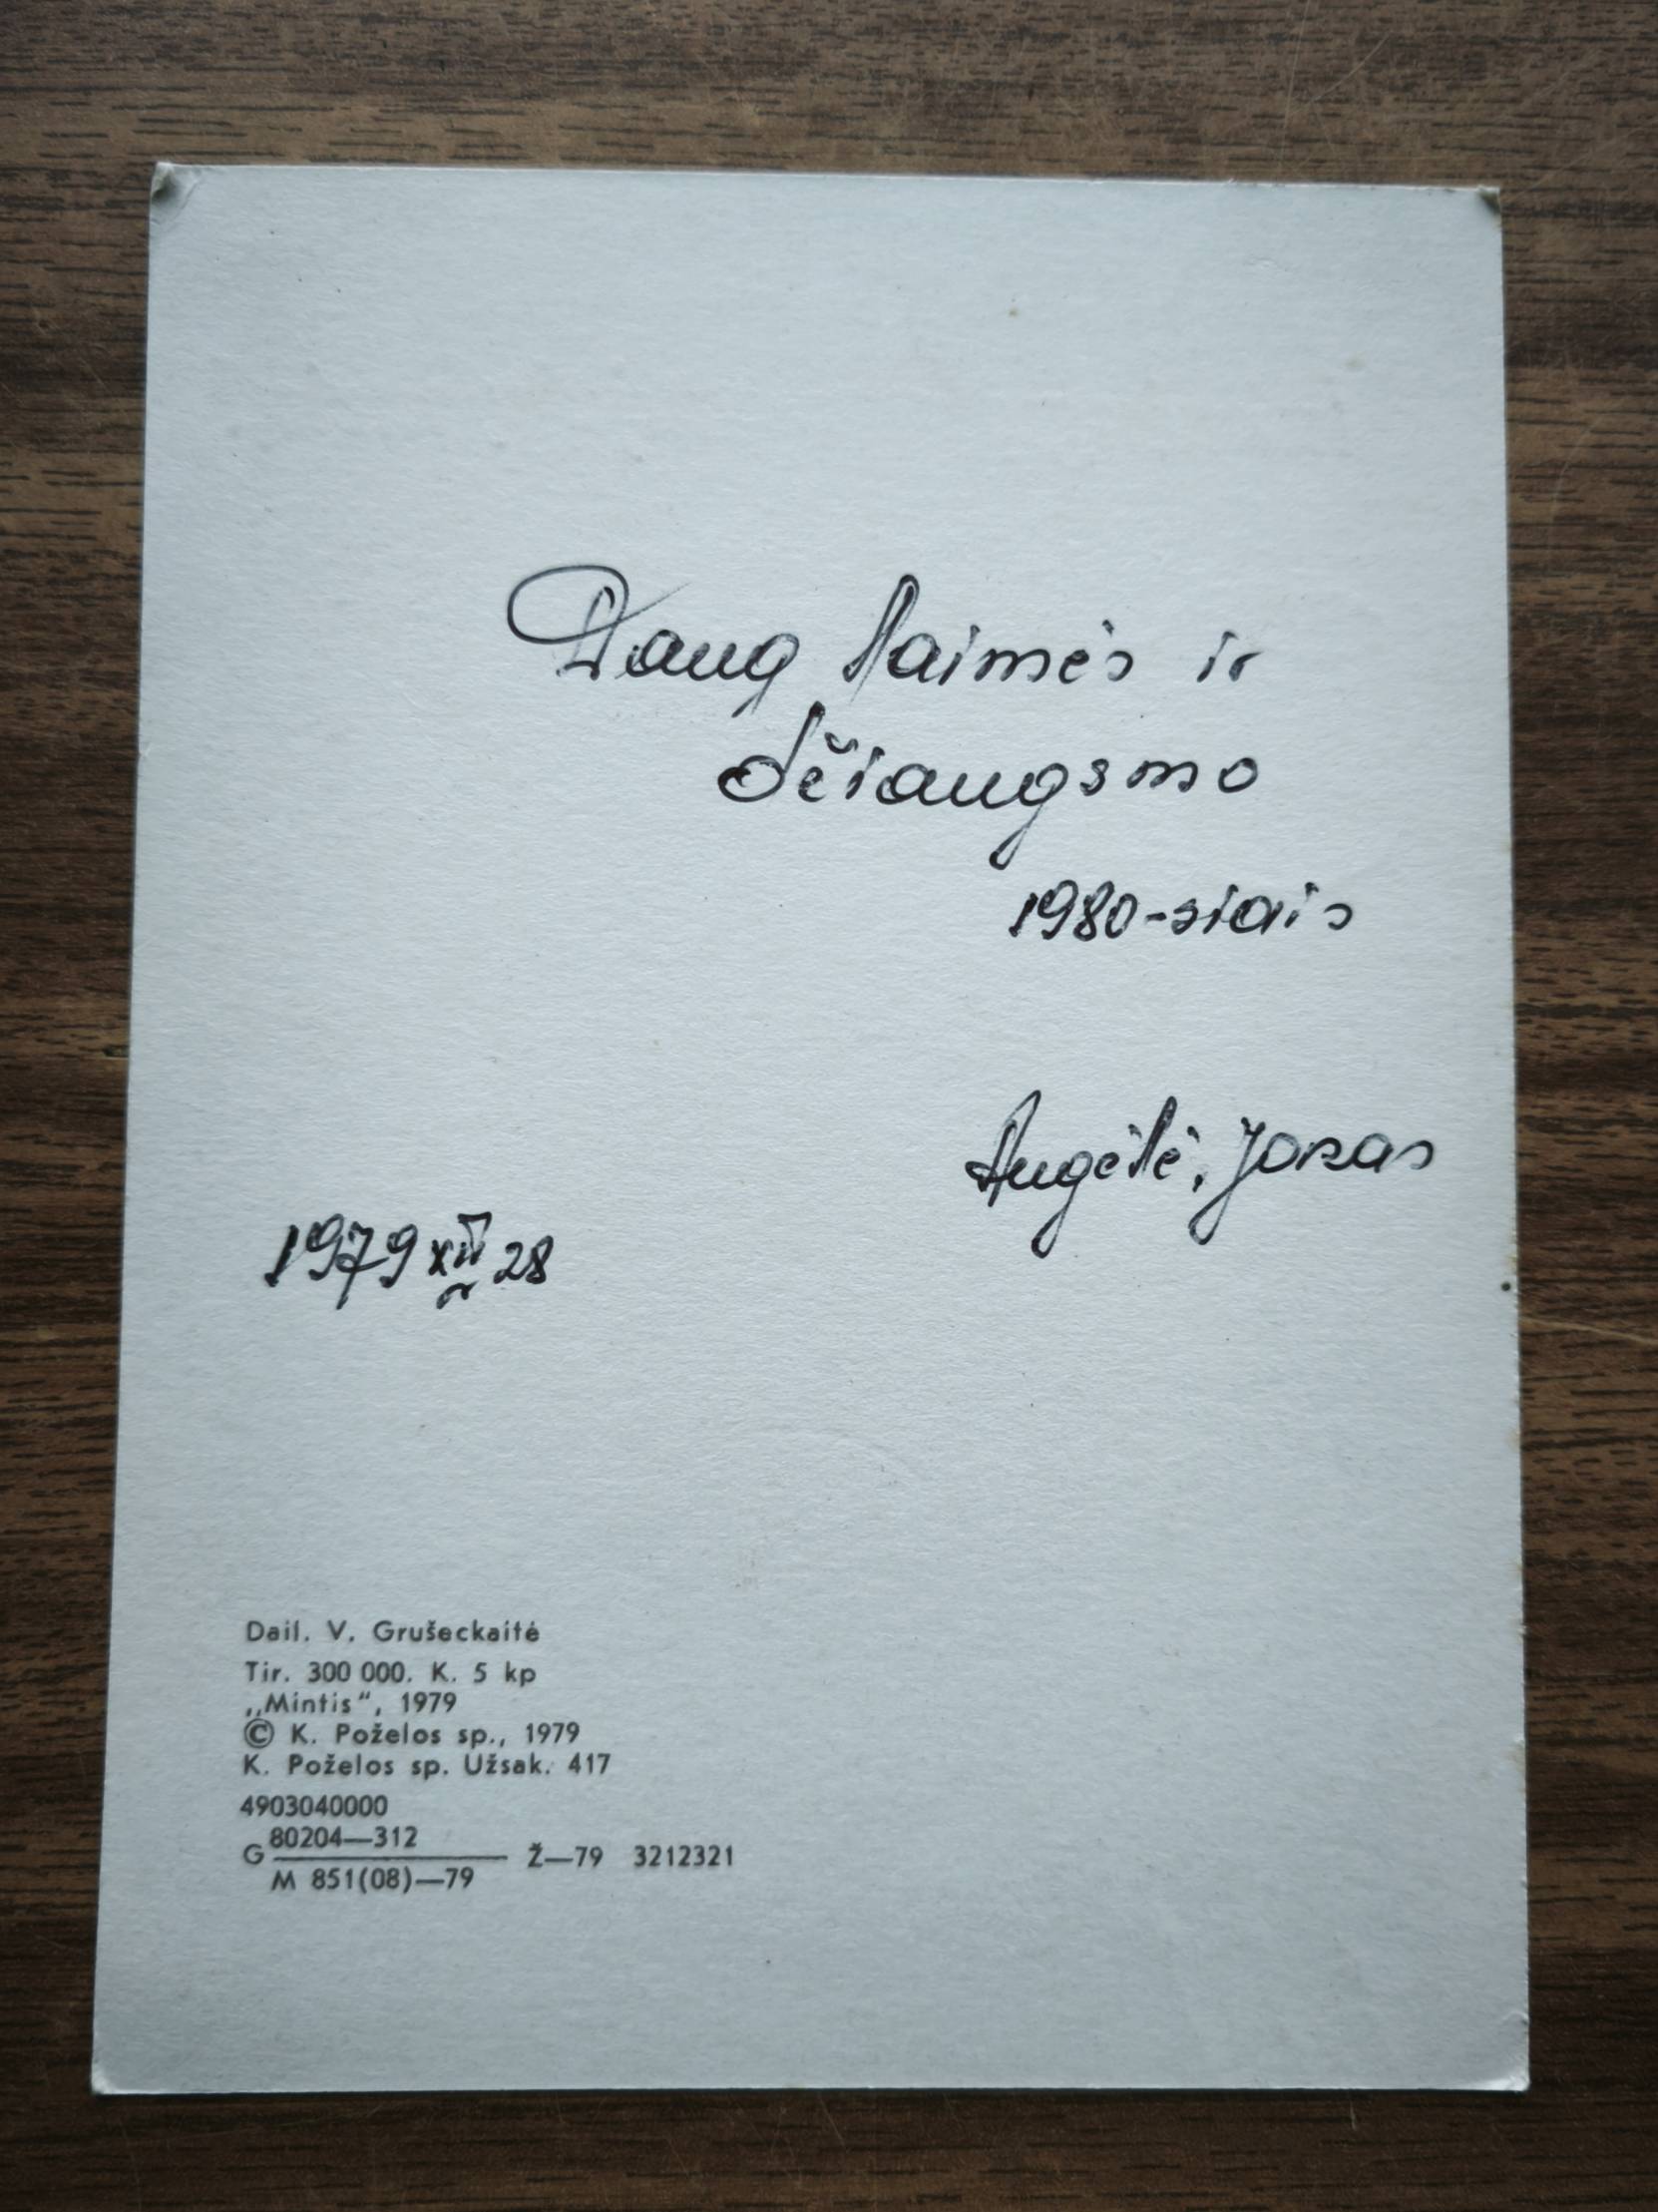 Daug laimės ir
džiaugsmo
1980-siais
Augėlė, Jonas
1979 XII 28
Dail. V. Grušeckaitė
Tir. 300 000. K. 5 kp
„Mintis“, 1979
© K. Poželos sp., 1979
K. Poželos sp. Užsak. 417
4903040000
80204—312
G Ž—79 3212321
M 851(08)—79